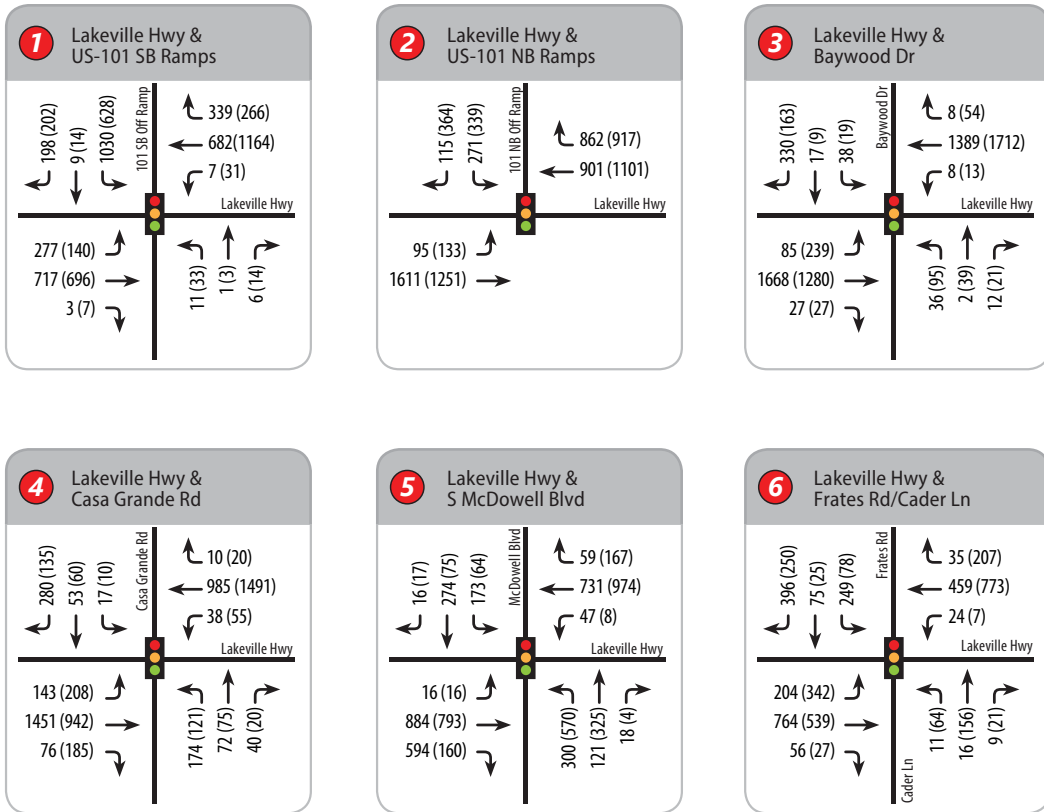 1
Lakeville Hwy &
US-101 SB Ramps
198 (202)
9 (14)
1030 (628)
101 SB Off Ramp
339 (266)
682(1164)
7 (31)
Lakeville Hwy
277 (140)
717 (696)
3 (7)
11 (33)
1 (3)
6 (14)
2
Lakeville Hwy &
US-101 NB Ramps
115 (364)
271 (339)
101 NB Off Ramp
862 (917)
901 (1101)
Lakeville Hwy
95 (133)
1611 (1251)
3
Lakeville Hwy &
Baywood Dr
330 (163)
17 (9)
38 (19)
Baywood Dr
8 (54)
1389 (1712)
8 (13)
Lakeville Hwy
85 (239)
1668 (1280)
27 (27)
36 (95)
2 (39)
12 (21)
4
Lakeville Hwy &
Casa Grande Rd
280 (135)
53 (60)
17 (10)
Casa Grande Rd
10 (20)
985 (1491)
38 (55)
Lakeville Hwy
143 (208)
1451 (942)
76 (185)
174 (121)
72 (75)
40 (20)
5
Lakeville Hwy &
S McDowell Blvd
16 (17)
274 (75)
173 (64)
McDowell Blvd
59 (167)
731 (974)
47 (8)
Lakeville Hwy
16 (16)
884 (793)
594 (160)
300 (570)
121 (325)
18 (4)
6
Lakeville Hwy &
Frates Rd/Cader Ln
396 (250)
75 (25)
249 (78)
Frates Rd
35 (207)
459 (773)
24 (7)
Lakeville Hwy
204 (342)
764 (539)
56 (27)
11 (64)
16 (156)
9 (21)
Cader Ln